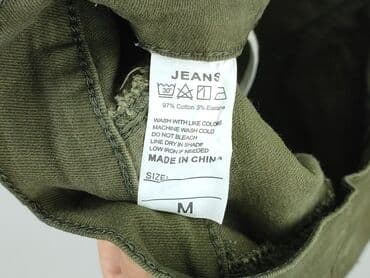 JEANS
30°
97% Cotton 3% Elastane
WASH WITH LIKE COLORS
MACHINE WASH COLD
DO NOT BLEACH
LINE DRY IN SHADE
LOW IRON IF NEEDED
MADE IN CHINA
SIZE:
M